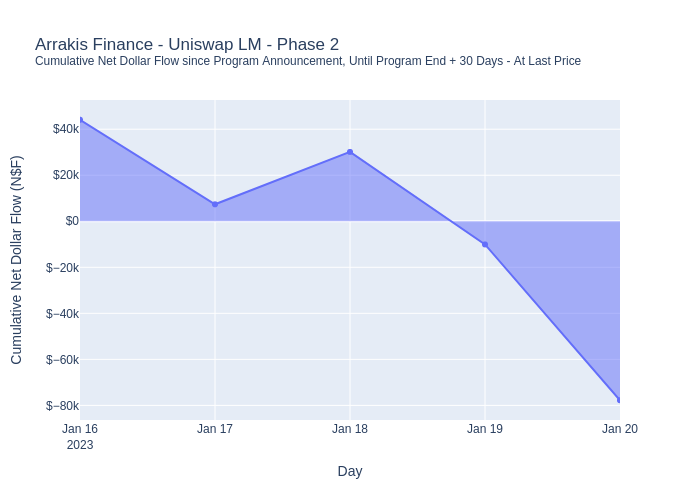 Arrakis Finance - Uniswap LM - Phase 2
Cumulative Net Dollar Flow since Program Announcement, Until Program End + 30 Days - At Last Price
Cumulative Net Dollar Flow (N$F)
$40k
$20k
$0
$−20k
$−40k
$−60k
$−80k
Jan 16
2023
Jan 17
Jan 18
Jan 19
Jan 20
Day